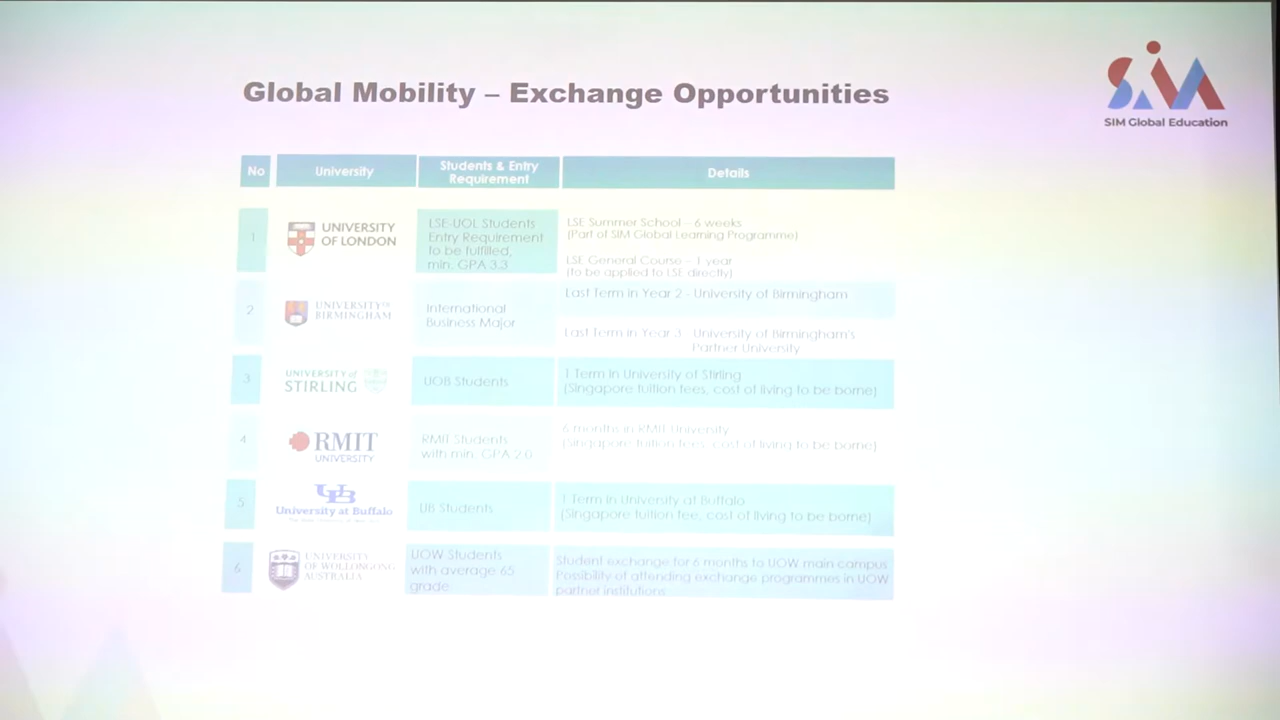 Global Mobility – Exchange Opportunities
SIM
SIM Global Education
No
University
Students & Entry
Requirement
Details
1
UNIVERSITY
OF LONDON
LSE-UOL Students
Entry Requirement
to be fulfilled,
min. GPA 3.3
LSE Summer School – 6 weeks
(Part of SIM Global Learning Programme)
LSE General Course – 1 year
(to be applied to LSE directly)
2
UNIVERSITY OF
BIRMINGHAM
International
Business Major
Last Term in Year 2 - University of Birmingham
Last Term in Year 3 University of Birmingham's
Partner University
3
UNIVERSITY of
STIRLING
UOB Students
1 Term in University of Stirling
(Singapore tuition fees, cost of living to be borne)
4
RMIT
UNIVERSITY
RMIT Students
with min. GPA 2.0
6 months in RMIT University
(Singapore tuition fees, cost of living to be borne)
5
UB
University at Buffalo
UB Students
1 Term in University at Buffalo
(Singapore tuition fee, cost of living to be borne)
6
UNIVERSITY
OF WOLLONGONG
AUSTRALIA
UOW Students
with average 65
grade
Student exchange for 6 months to UOW main campus
Possibility of attending exchange programmes in UOW
partner institutions